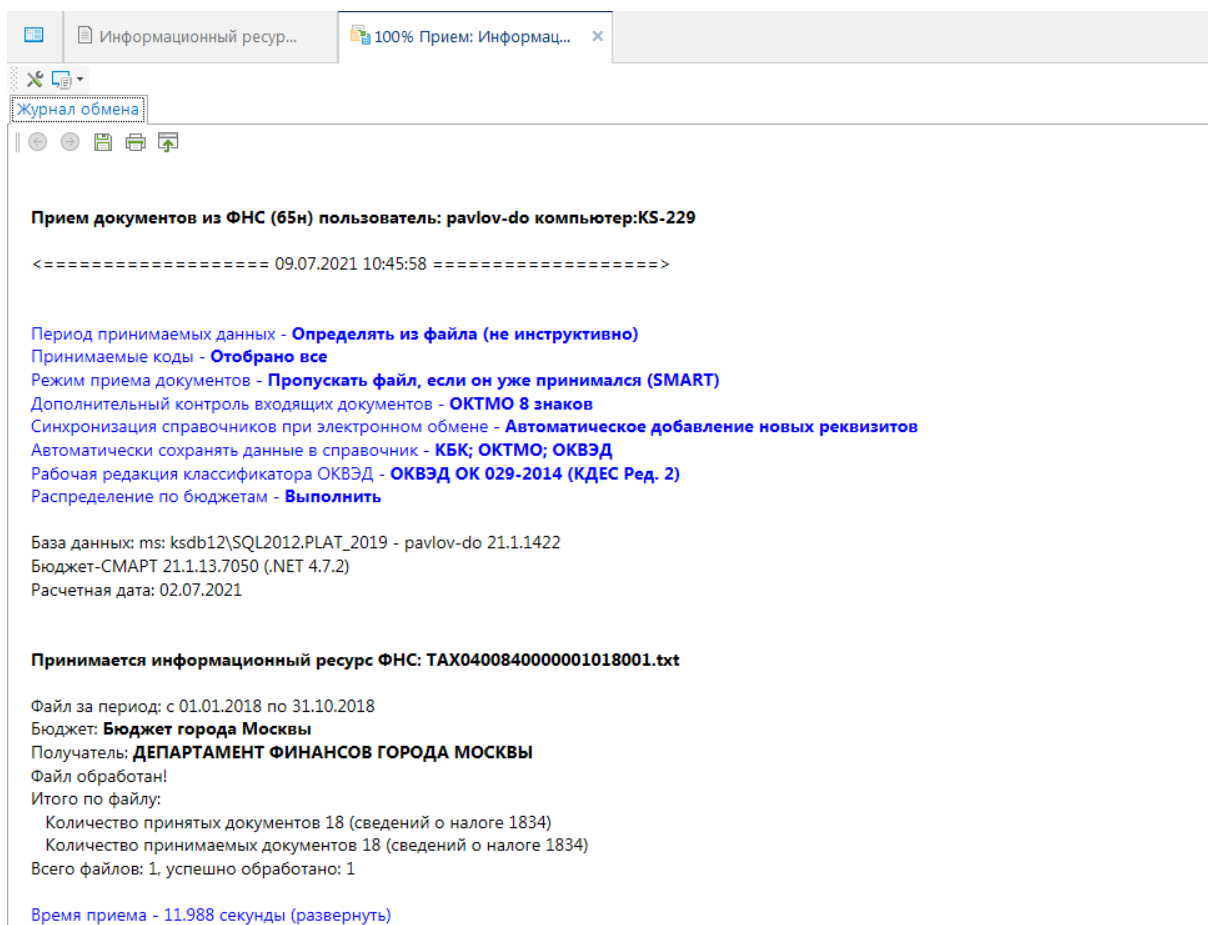 Информационный ресур...
100% Прием: Информац...
Журнал обмена
Прием документов из ФНС (65н) пользователь: pavlov-do компьютер:KS-229
<=================== 09.07.2021 10:45:58 ===================>
Период принимаемых данных - Определять из файла (не инструктивно)
Принимаемые коды - Отобрано все
Режим приема документов - Пропускать файл, если он уже принимался (SMART)
Дополнительный контроль входящих документов - ОКТМО 8 знаков
Синхронизация справочников при электронном обмене - Автоматическое добавление новых реквизитов
Автоматически сохранять данные в справочник - КБК; ОКТМО; ОКВЭД
Рабочая редакция классификатора ОКВЭД - ОКВЭД ОК 029-2014 (КДЕС Ред. 2)
Распределение по бюджетам - Выполнить
База данных: ms: ksdb12\SQL2012.PLAT_2019 - pavlov-do 21.1.1422
Бюджет-СМАРТ 21.1.13.7050 (.NET 4.7.2)
Расчетная дата: 02.07.2021
Принимается информационный ресурс ФНС: TAX0400840000001018001.txt
Файл за период: с 01.01.2018 по 31.10.2018
Бюджет: Бюджет города Москвы
Получатель: ДЕПАРТАМЕНТ ФИНАНСОВ ГОРОДА МОСКВЫ
Файл обработан!
Итого по файлу:
Количество принятых документов 18 (сведений о налоге 1834)
Количество принимаемых документов 18 (сведений о налоге 1834)
Всего файлов: 1, успешно обработано: 1
Время приема - 11.988 секунды (развернуть)